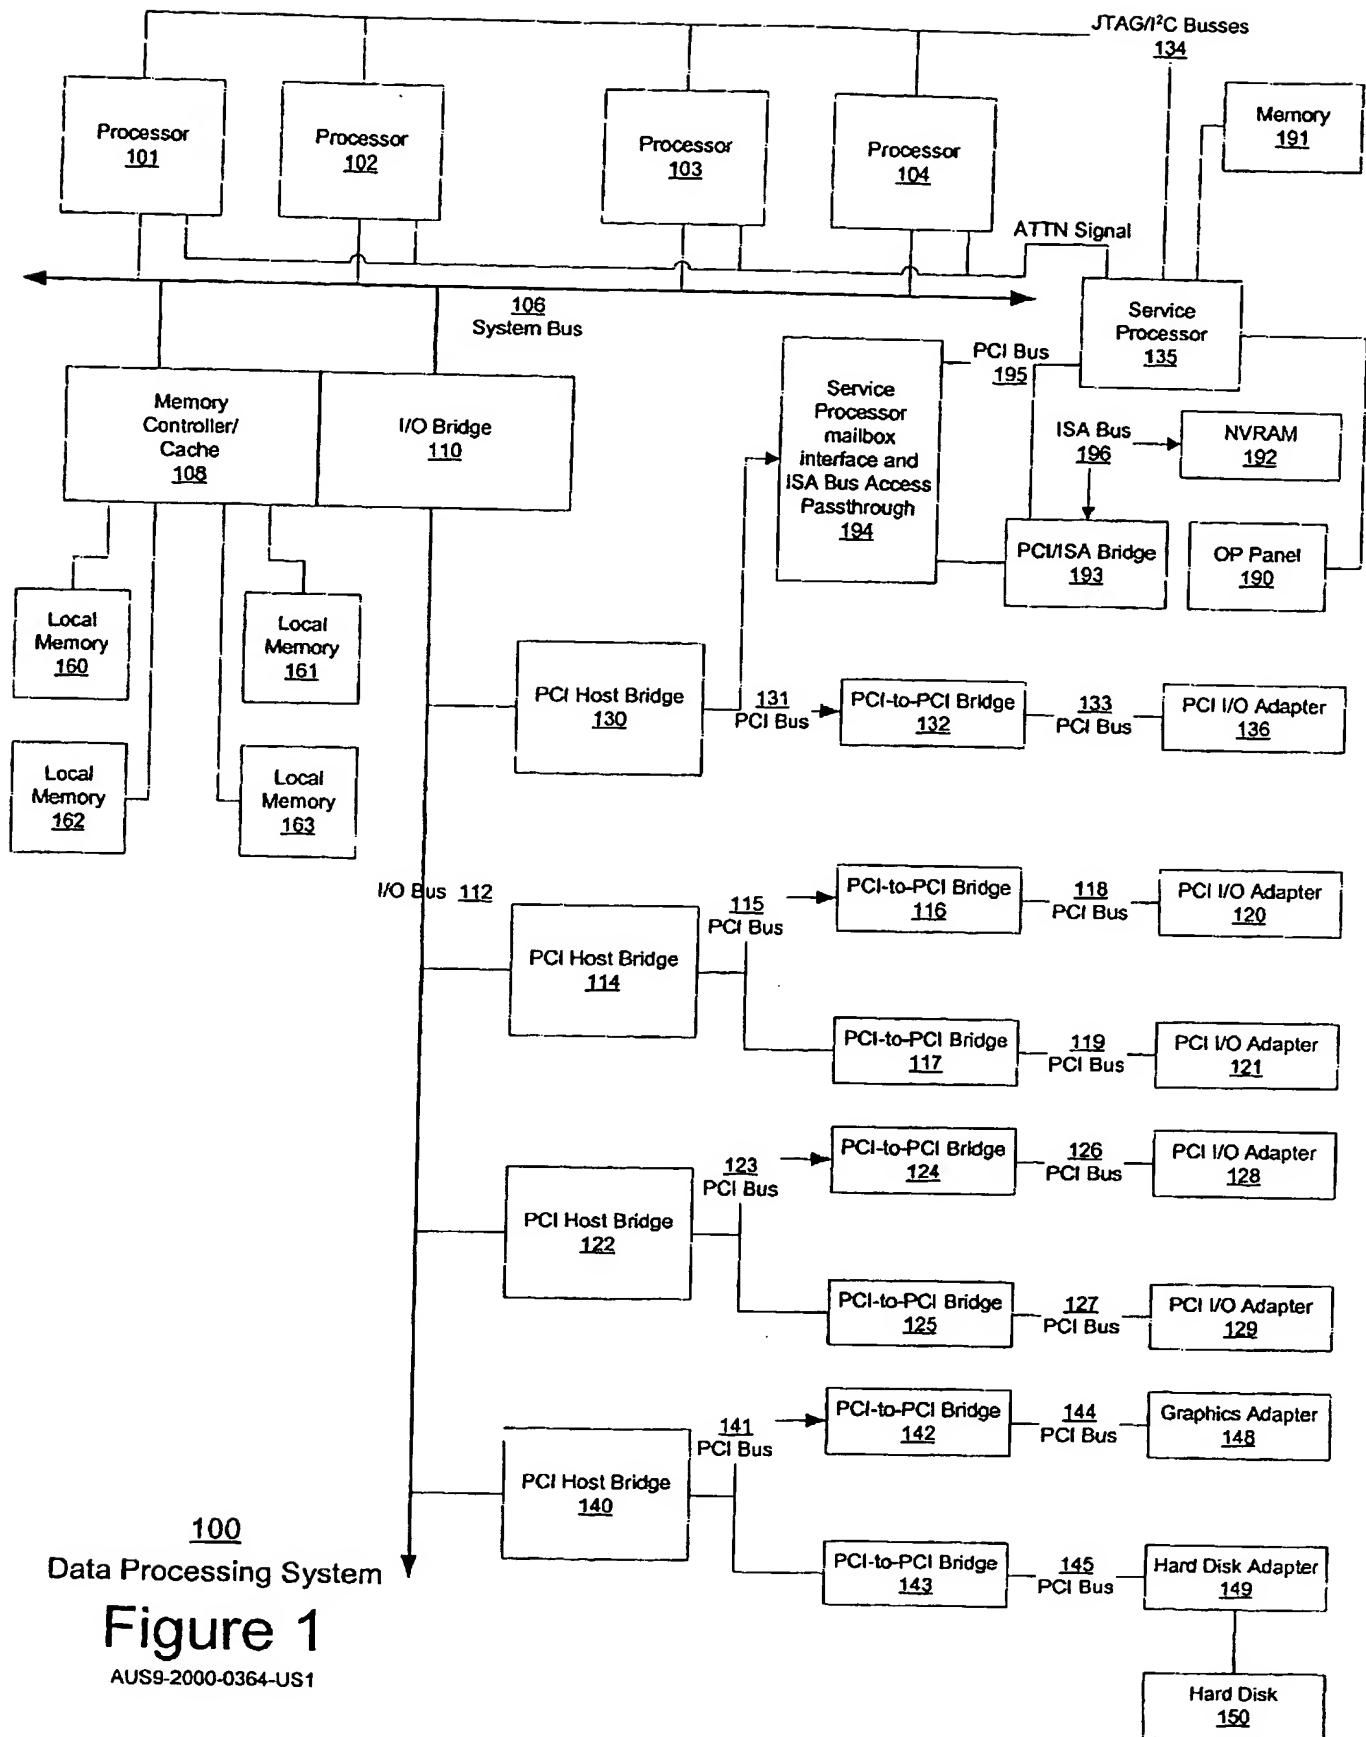 JTAG/I²C Busses
134
Processor
101
Processor
102
Processor
103
Processor
104
Memory
191
ATTN Signal
106
System Bus
Service
Processor
135
PCI Bus
195
Service
Processor
mailbox
interface and
ISA Bus Access
Passthrough
194
Memory
Controller/
Cache
108
I/O Bridge
110
ISA Bus
196
NVRAM
192
PCI/ISA Bridge
193
OP Panel
190
Local
Memory
160
Local
Memory
161
Local
Memory
162
Local
Memory
163
PCI Host Bridge
130
131
PCI Bus
PCI-to-PCI Bridge
132
133
PCI Bus
PCI I/O Adapter
136
I/O Bus 112
PCI Host Bridge
114
115
PCI Bus
PCI-to-PCI Bridge
116
118
PCI Bus
PCI I/O Adapter
120
PCI-to-PCI Bridge
117
119
PCI Bus
PCI I/O Adapter
121
PCI Host Bridge
122
123
PCI Bus
PCI-to-PCI Bridge
124
126
PCI Bus
PCI I/O Adapter
128
PCI-to-PCI Bridge
125
127
PCI Bus
PCI I/O Adapter
129
PCI Host Bridge
140
141
PCI Bus
PCI-to-PCI Bridge
142
144
PCI Bus
Graphics Adapter
148
PCI-to-PCI Bridge
143
145
PCI Bus
Hard Disk Adapter
149
Hard Disk
150
100
Data Processing System
Figure 1
AUS9-2000-0364-US1